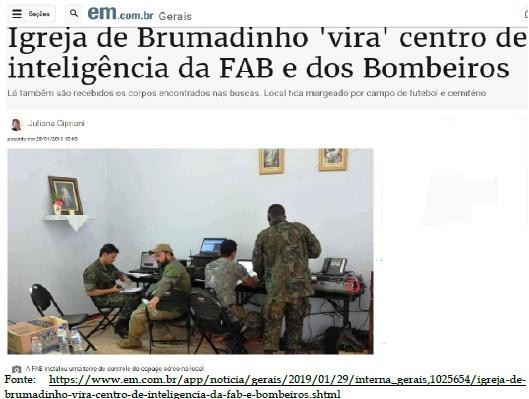 Seções
em.com.br Gerais
Igreja de Brumadinho 'vira' centro de
inteligência da FAB e dos Bombeiros
Lá também são recebidos os corpos encontrados nas buscas. Local fica margeado por campo de futebol e cemitério
Juliana Cipriani
postado em 29/01/2019
A FAB instalou uma torre de controle do espaço aéreo no local
Fonte: https://www.em.com.br/app/noticia/gerais/2019/01/29/interna_gerais,1025654/igreja-de-
brumadinho-vira-centro-de-inteligencia-da-fab-e-bombeiros.shtml